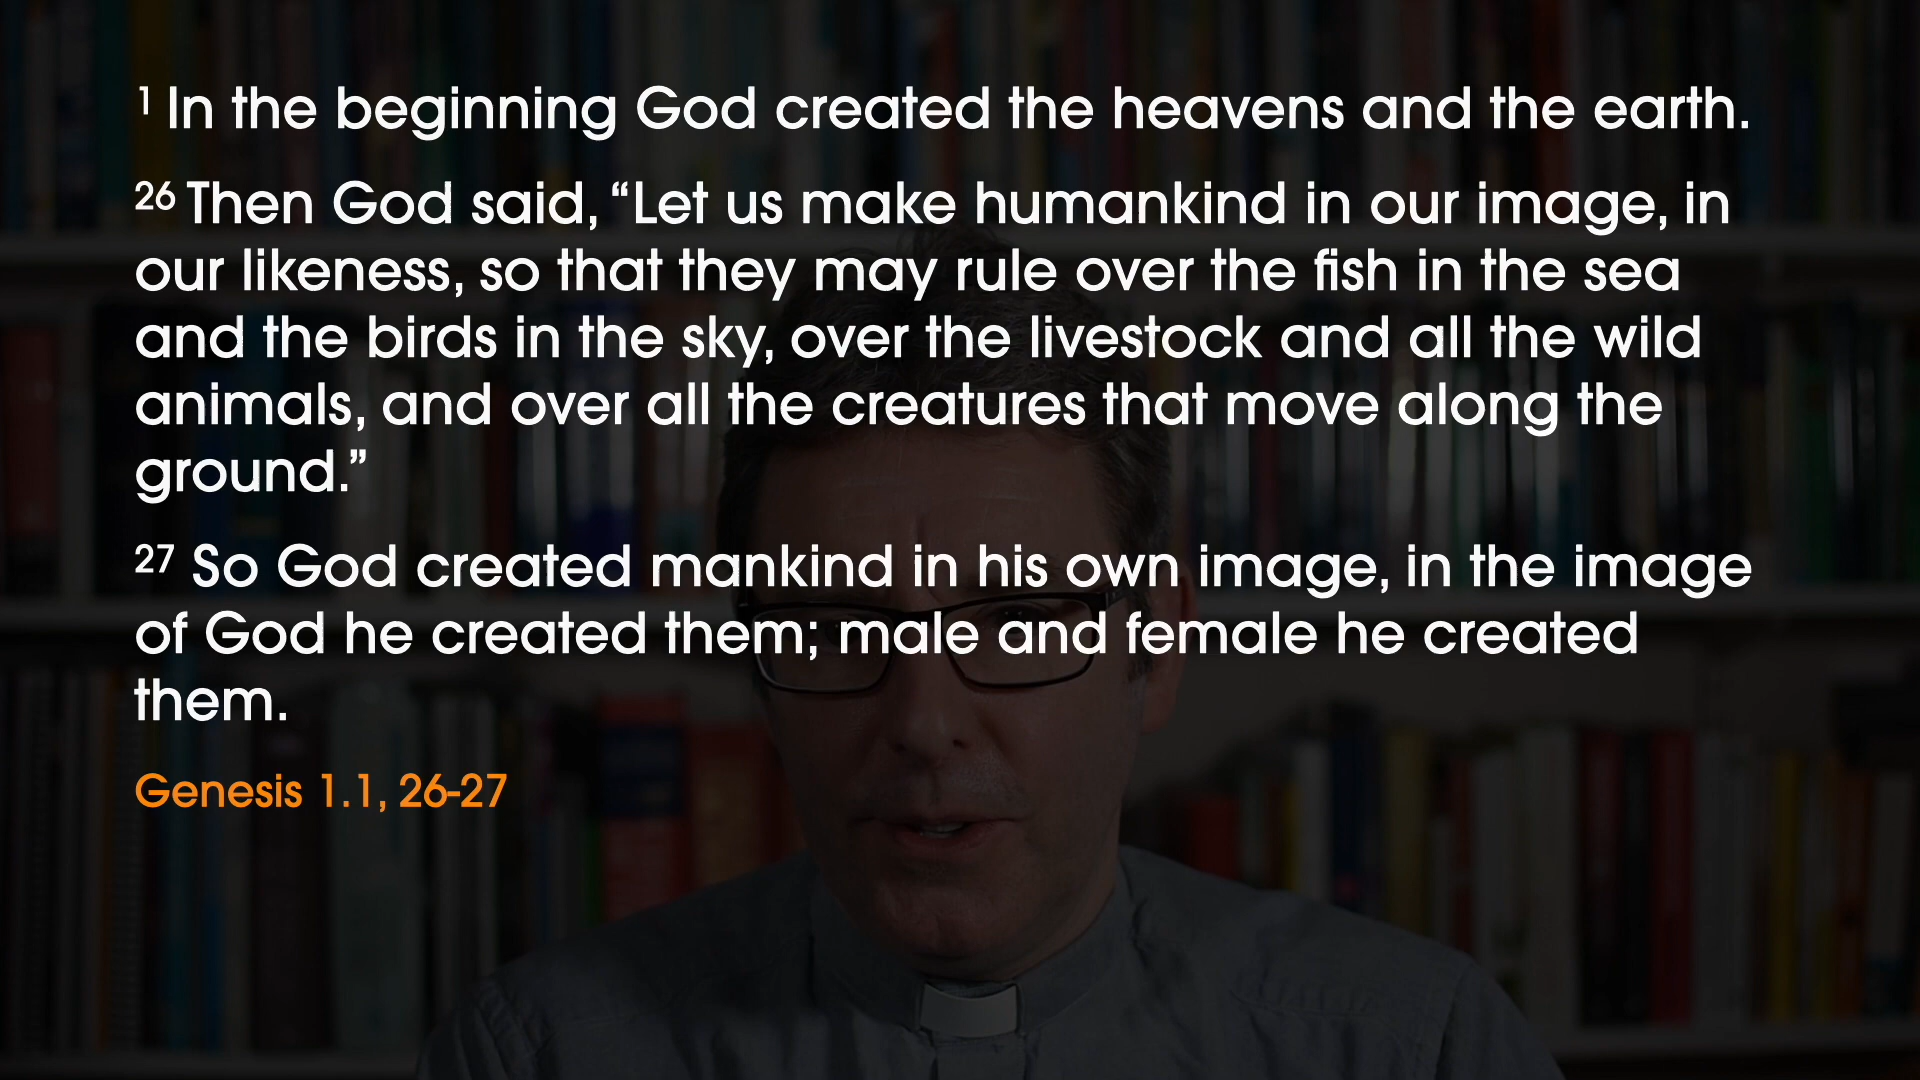 1 In the beginning God created the heavens and the earth.
26 Then God said, “Let us make humankind in our image, in
our likeness, so that they may rule over the fish in the sea
and the birds in the sky, over the livestock and all the wild
animals, and over all the creatures that move along the
ground.”
27 So God created mankind in his own image, in the image
of God he created them; male and female he created
them.
Genesis 1.1, 26-27